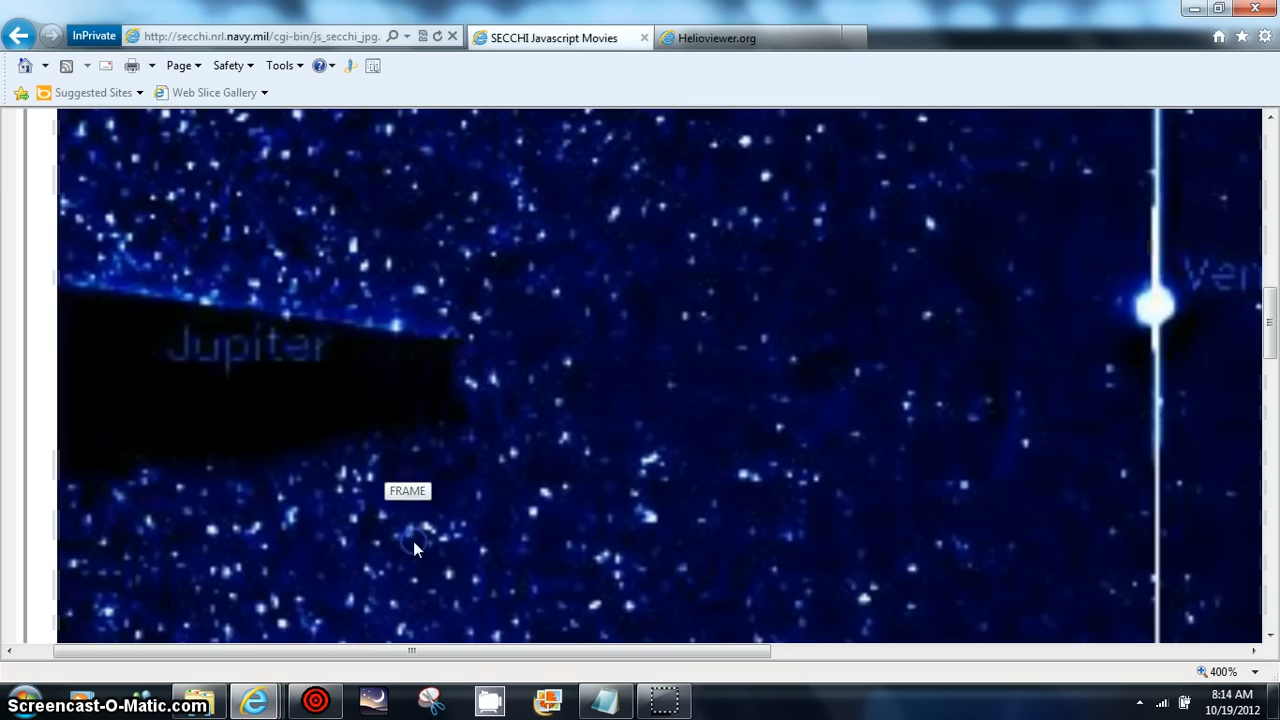 InPrivate
http://secchi.nrl.navy.mil/cgi-bin/js_secchi_jpg.
SECCHI Javascript Movies
Helioviewer.org
Page
Safety
Tools
Suggested Sites
Web Slice Gallery
Ven
Jupiter
FRAME
400%
8:14 AM
10/19/2012
Screencast-O-Matic.com